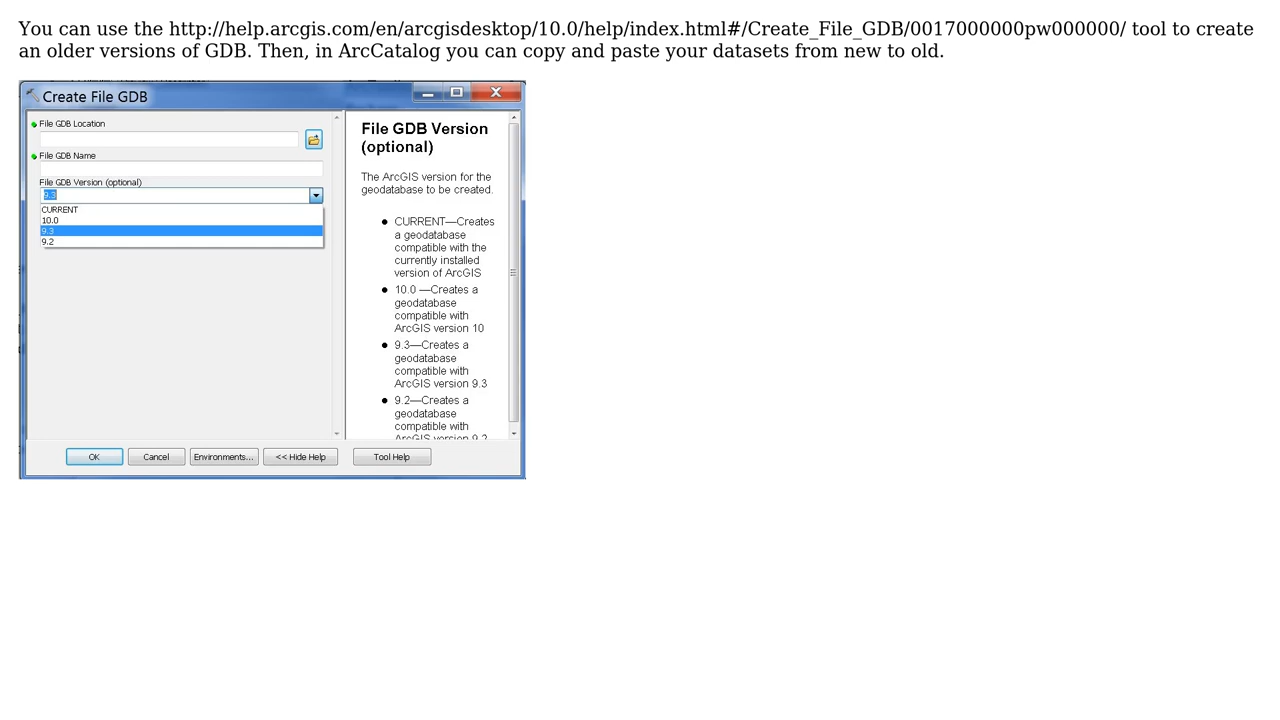 You can use the http://help.arcgis.com/en/arcgisdesktop/10.0/help/index.html#/Create_File_GDB/0017000000pw000000/ tool to create
an older versions of GDB. Then, in ArcCatalog you can copy and paste your datasets from new to old.
Create File GDB
File GDB Location
File GDB Name
File GDB Version (optional)
9.3
CURRENT
10.0
9.3
9.2
File GDB Version
(optional)
The ArcGIS version for the
geodatabase to be created.
● CURRENT—Creates
a geodatabase
compatible with the
currently installed
version of ArcGIS
● 10.0 —Creates a
geodatabase
compatible with
ArcGIS version 10
● 9.3—Creates a
geodatabase
compatible with
ArcGIS version 9.3
● 9.2—Creates a
geodatabase
compatible with
ArcGIS version 9.2
OK
Cancel
Environments...
<< Hide Help
Tool Help